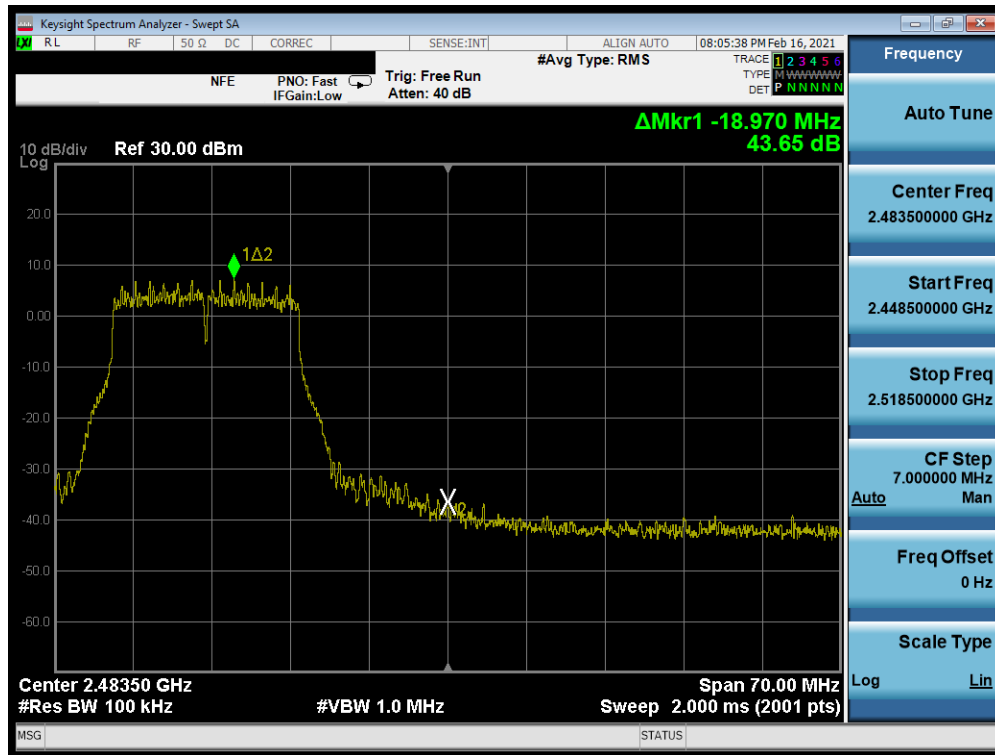 Keysight Spectrum Analyzer - Swept SA
LXI RL RF 50 Ω DC CORREC SENSE:INT ALIGN AUTO 08:05:38 PM Feb 16, 2021
#Avg Type: RMS TRACE 1 2 3 4 5 6
NFE PNO: Fast Trig: Free Run TYPE M WWWWW
IFGain:Low Atten: 40 dB DET P N N N N N
ΔMkr1 -18.970 MHz
43.65 dB
10 dB/div Ref 30.00 dBm
Log
20.0
1Δ2
10.0
0.00
-10.0
-20.0
-30.0
X2
-40.0
-50.0
-60.0
Center 2.48350 GHz Span 70.00 MHz
#Res BW 100 kHz #VBW 1.0 MHz Sweep 2.000 ms (2001 pts)
MSG STATUS
Frequency
Auto Tune
Center Freq
2.483500000 GHz
Start Freq
2.448500000 GHz
Stop Freq
2.518500000 GHz
CF Step
7.000000 MHz
Auto Man
Freq Offset
0 Hz
Scale Type
Log Lin